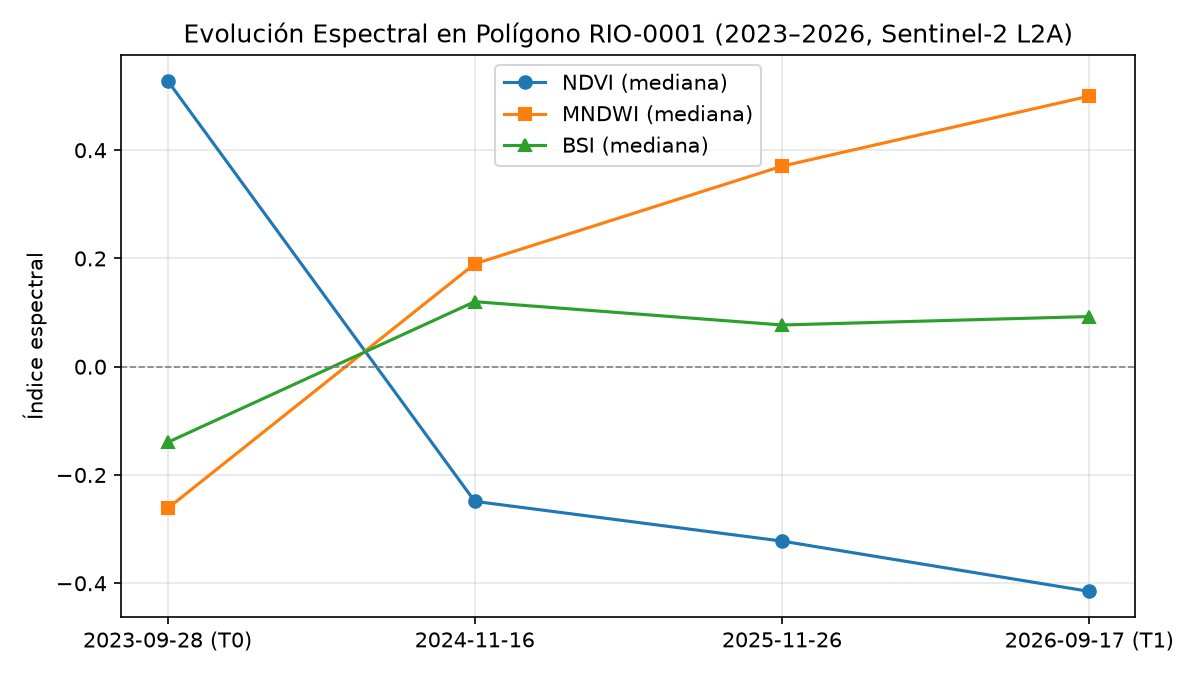 Evolución Espectral en Polígono RIO-0001 (2023–2026, Sentinel-2 L2A)
NDVI (mediana)
MNDWI (mediana)
BSI (mediana)
Índice espectral
0.4
0.2
0.0
−0.2
−0.4
2023-09-28 (T0)
2024-11-16
2025-11-26
2026-09-17 (T1)